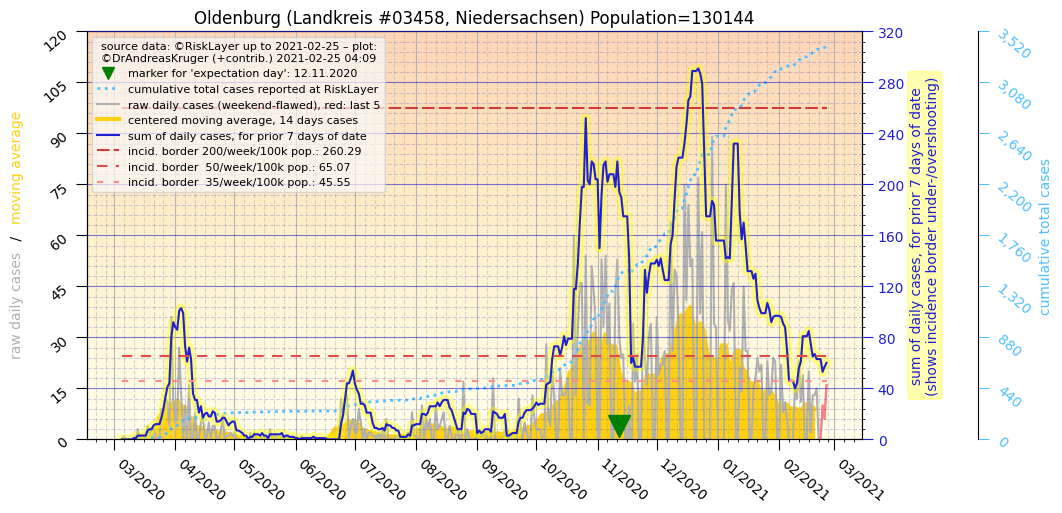 Oldenburg (Landkreis #03458, Niedersachsen) Population=130144
source data: ©RiskLayer up to 2021-02-25 – plot:
©DrAndreasKruger (+contrib.) 2021-02-25 04:09
marker for 'expectation day': 12.11.2020
cumulative total cases reported at RiskLayer
raw daily cases (weekend-flawed), red: last 5
centered moving average, 14 days cases
sum of daily cases, for prior 7 days of date
incid. border 200/week/100k pop.: 260.29
incid. border 50/week/100k pop.: 65.07
incid. border 35/week/100k pop.: 45.55
raw daily cases / moving average
120
105
90
75
60
45
30
15
0
320
280
240
200
160
120
80
40
0
sum of daily cases, for prior 7 days of date
(shows incidence border under-/overshooting)
3,520
3,080
2,640
2,200
1,760
1,320
880
440
0
cumulative total cases
03/2020
04/2020
05/2020
06/2020
07/2020
08/2020
09/2020
10/2020
11/2020
12/2020
01/2021
02/2021
03/2021